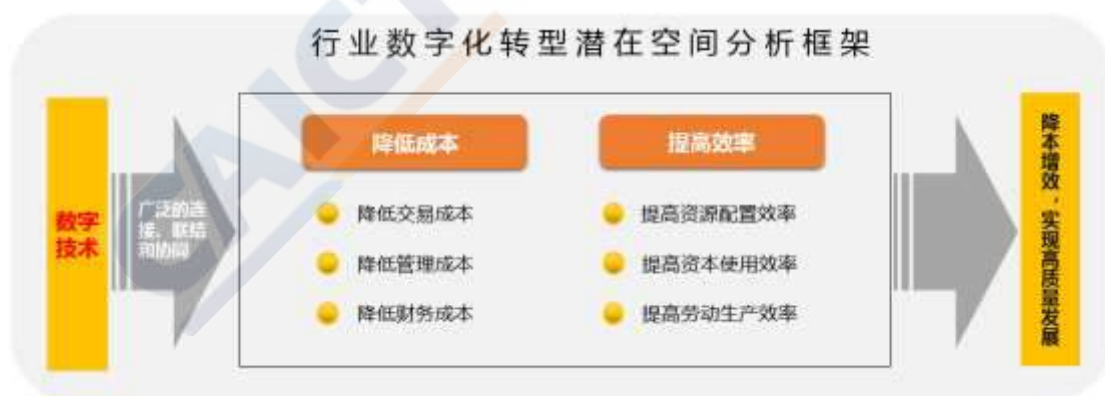 行业数字化转型潜在空间分析框架
数字
技术
广泛的连
接、联结
和协同
降低成本
降低交易成本
降低管理成本
降低财务成本
提高效率
提高资源配置效率
提高资本使用效率
提高劳动生产效率
降本增效，实现高质量发展
CAICT